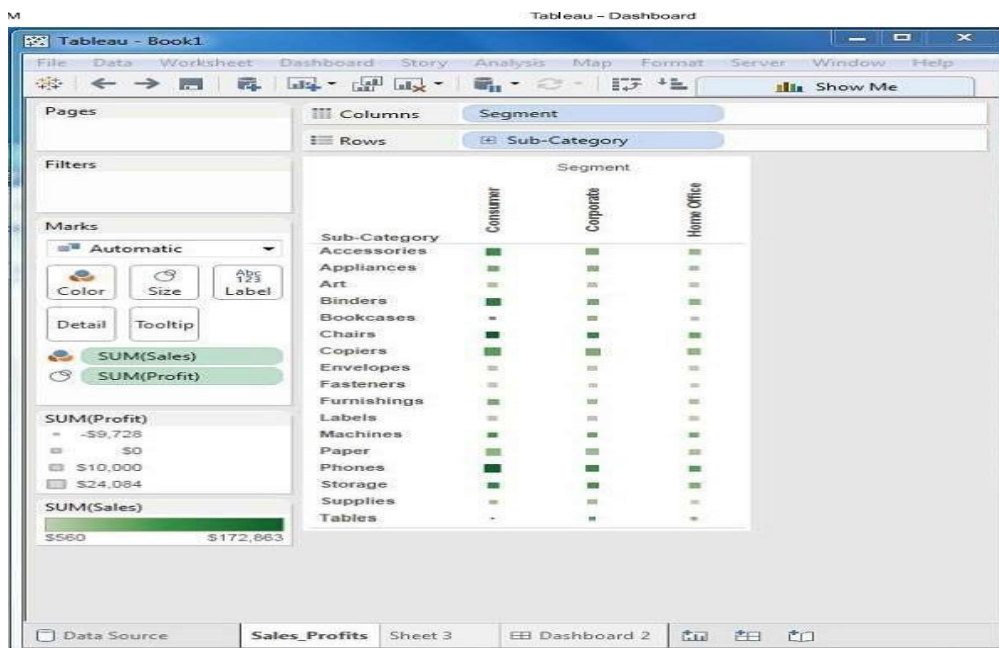 M
Tableau - Dashboard
Tableau - Book1
File Data Worksheet Dashboard Story Analysis Map Format Server Window Help
Show Me
Pages
Columns Segment
Rows Sub-Category
Filters
Segment
Sub-Category Consumer Corporate Home Office
Marks
Automatic
Color Size Abc 123 Label
Detail Tooltip
SUM(Sales)
SUM(Profit)
Accessories
Appliances
Art
Binders
Bookcases
Chairs
Copiers
Envelopes
Fasteners
Furnishings
Labels
Machines
Paper
Phones
Storage
Supplies
Tables
SUM(Profit)
-$9,728
$0
$10,000
$24,084
SUM(Sales)
$560 $172,863
Data Source Sales_Profits Sheet 3 Dashboard 2